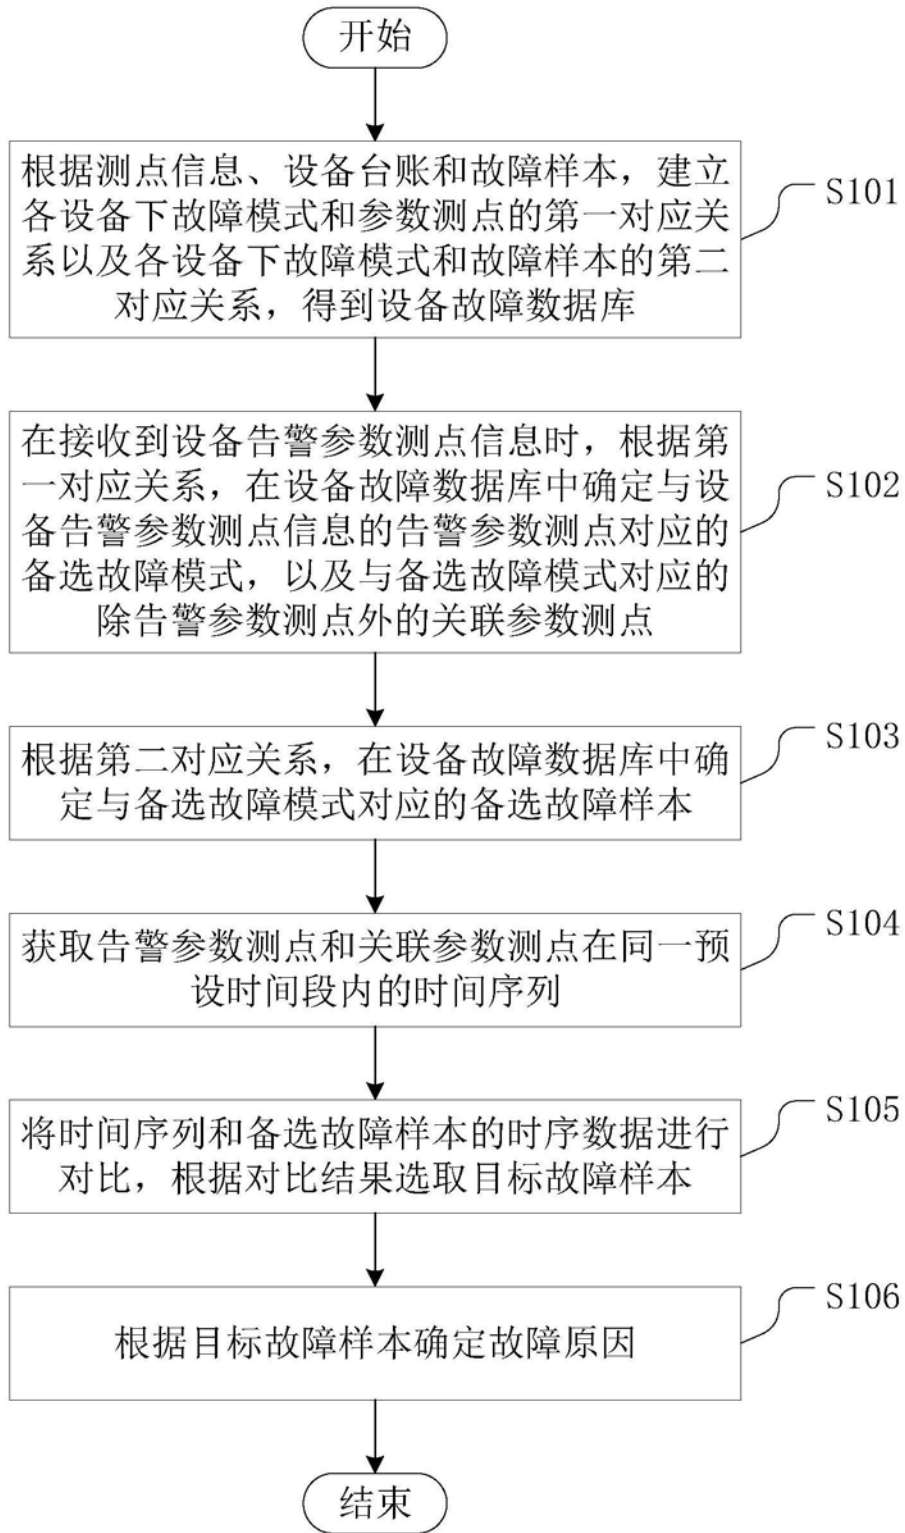 开始
根据测点信息、设备台账和故障样本，建立
各设备下故障模式和参数测点的第一对应关
系以及各设备下故障模式和故障样本的第二
对应关系，得到设备故障数据库
S101
在接收到设备告警参数测点信息时，根据第
一对应关系，在设备故障数据库中确定与设
备告警参数测点信息的告警参数测点对应的
备选故障模式，以及与备选故障模式对应的
除告警参数测点外的关联参数测点
S102
根据第二对应关系，在设备故障数据库中确
定与备选故障模式对应的备选故障样本
S103
获取告警参数测点和关联参数测点在同一预
设时间段内的时间序列
S104
将时间序列和备选故障样本的时序数据进行
对比，根据对比结果选取目标故障样本
S105
根据目标故障样本确定故障原因
S106
结束